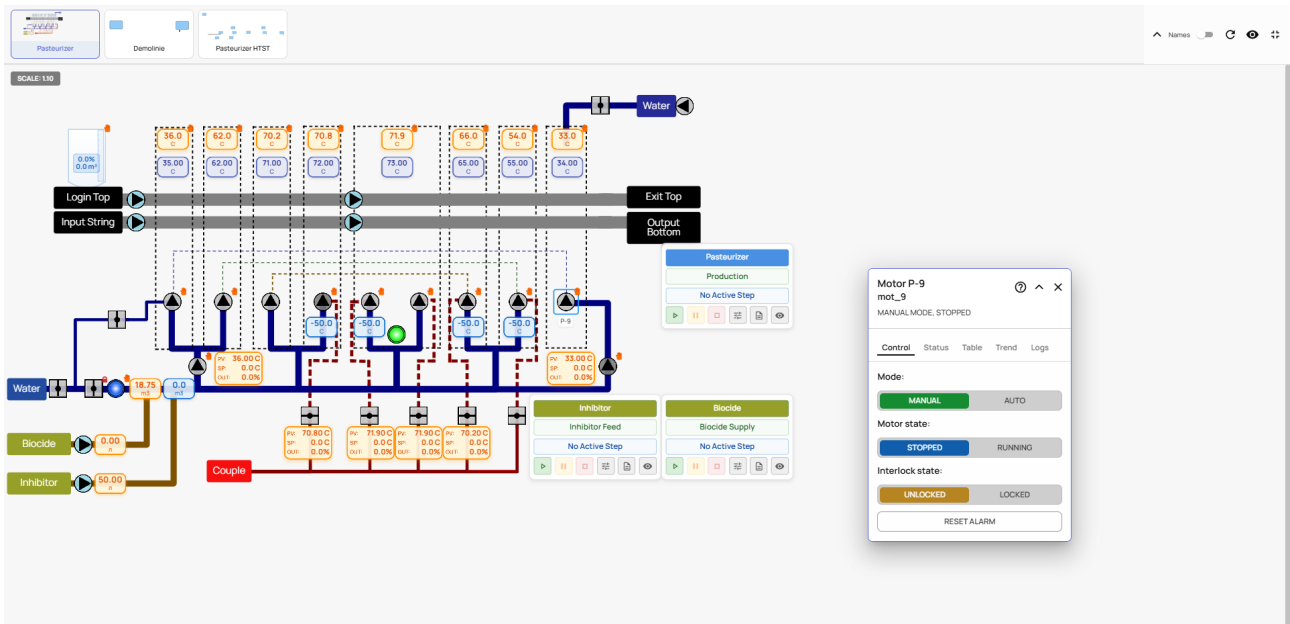 Pasteurizer
Demolinie
Pasteurizer HTST
Names
SCALE: 1.10
Water
36.0 C
62.0 C
70.2 C
70.8 C
71.9 C
66.0 C
54.0 C
33.0 C
0.0%
0.0 m³
35.00 C
62.00 C
71.00 C
72.00 C
73.00 C
65.00 C
55.00 C
34.00 C
Login Top
Exit Top
Input String
Output
Bottom
Pasteurizer
Production
No Active Step
-50.0 C
-50.0 C
-50.0 C
-50.0 C
P-9
PV: 36.00 C
SP: 0.0 C
OUT: 0.0%
PV: 33.00 C
SP: 0.0 C
OUT: 0.0%
Water
18.75 m3
0.0 m3
Biocide
0.00 л
Inhibitor
50.00 л
PV: 70.80 C
SP: 0.0 C
OUT: 0.0%
PV: 71.90 C
SP: 0.0 C
OUT: 0.0%
PV: 71.90 C
SP: 0.0 C
OUT: 0.0%
PV: 70.20 C
SP: 0.0 C
OUT: 0.0%
Couple
Inhibitor
Inhibitor Feed
No Active Step
Biocide
Biocide Supply
No Active Step
Motor P-9
mot_9
MANUAL MODE, STOPPED
Control Status Table Trend Logs
Mode:
MANUAL AUTO
Motor state:
STOPPED RUNNING
Interlock state:
UNLOCKED LOCKED
RESET ALARM